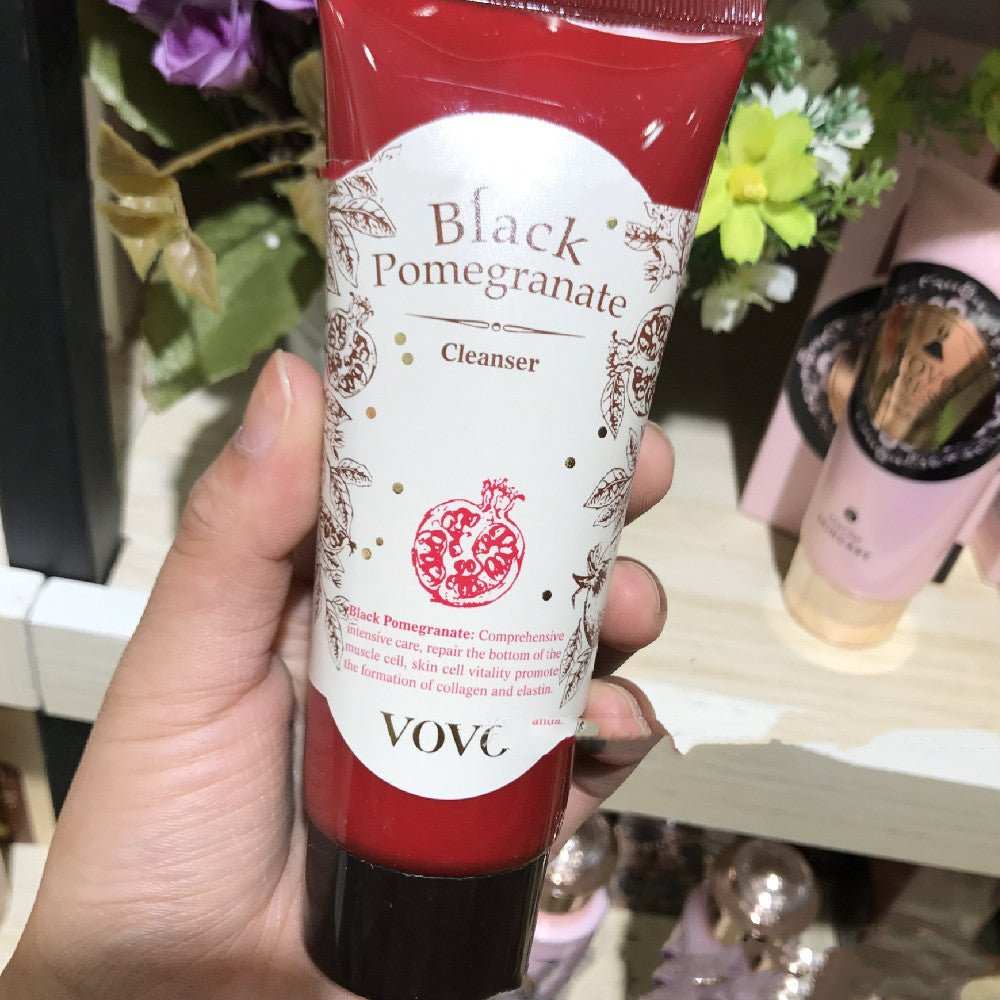 Black
Pomegranate
Cleanser
Black Pomegranate: Comprehensive
intensive care, repair the bottom of the
muscle cell, skin cell vitality promote
the formation of collagen and elastin.